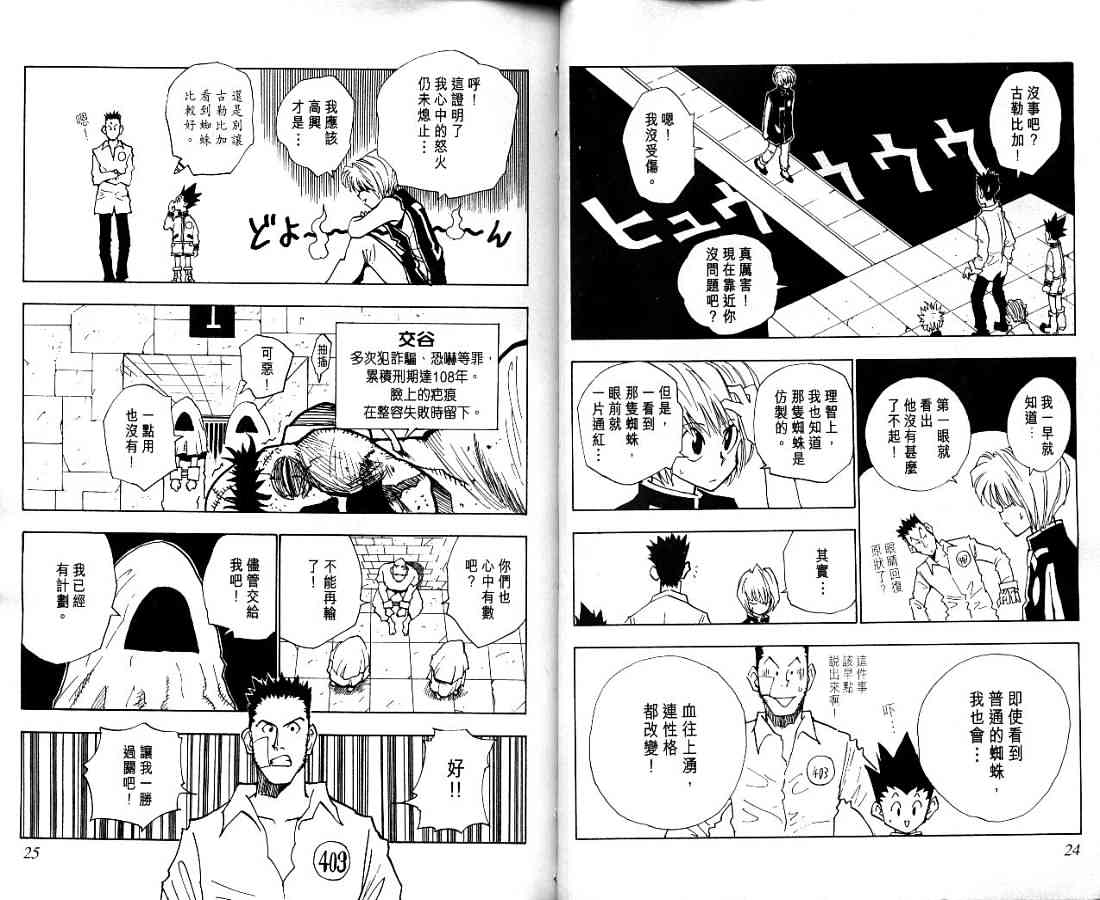 沒事吧？
古勒比加！
嗯！
我沒受傷。
ヒュウウウウ
真厲害！
現在靠近你
沒問題吧？
我一早就
知道…
第一眼就
看出
他沒有甚麼
了不起！
眼睛回復
原狀了？
理智上，
我也知道
那隻蜘蛛是
仿製的。
但是，
一看到
那隻蜘蛛，
眼前就
一片通紅…
其實…
即使看到
普通的蜘蛛，
我也會…
吓…
這件事
該早點
說出來啊！
血往上湧，
連性格
都改變！
403
24
呼！
這證明了
我心中的怒火
仍未熄止…
我應該
高興
才是…
どよ〜〜〜ん
還是別讓
古勒比加
看到蜘蛛
比較好。
嗯！
1
交谷
多次犯詐騙、恐嚇等罪，
累積刑期達108年。
臉上的疤痕
在整容失敗時留下。
抽搐
可惡！
一點用
也沒有！
你們也
心中有數
吧？
不能再輸
了！
儘管交給
我吧！
我已經
有計劃。
好!!
讓我一勝
過關吧！
403
25